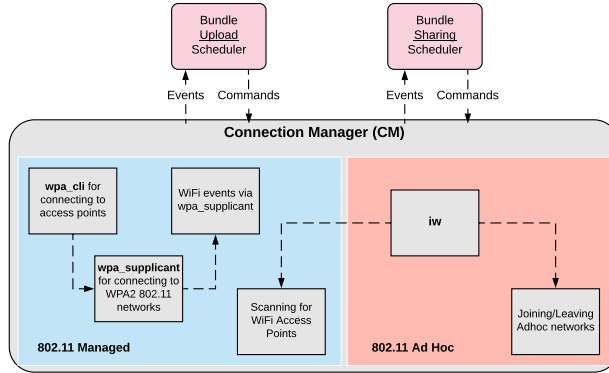 Bundle
Upload
Scheduler
Bundle
Sharing
Scheduler
Events
Commands
Events
Commands
Connection Manager (CM)
wpa_cli for
connecting to
access points
WiFi events via
wpa_supplicant
iw
wpa_supplicant
for connecting to
WPA2 802.11
networks
Scanning for
WiFi Access
Points
Joining/Leaving
Adhoc networks
802.11 Managed
802.11 Ad Hoc